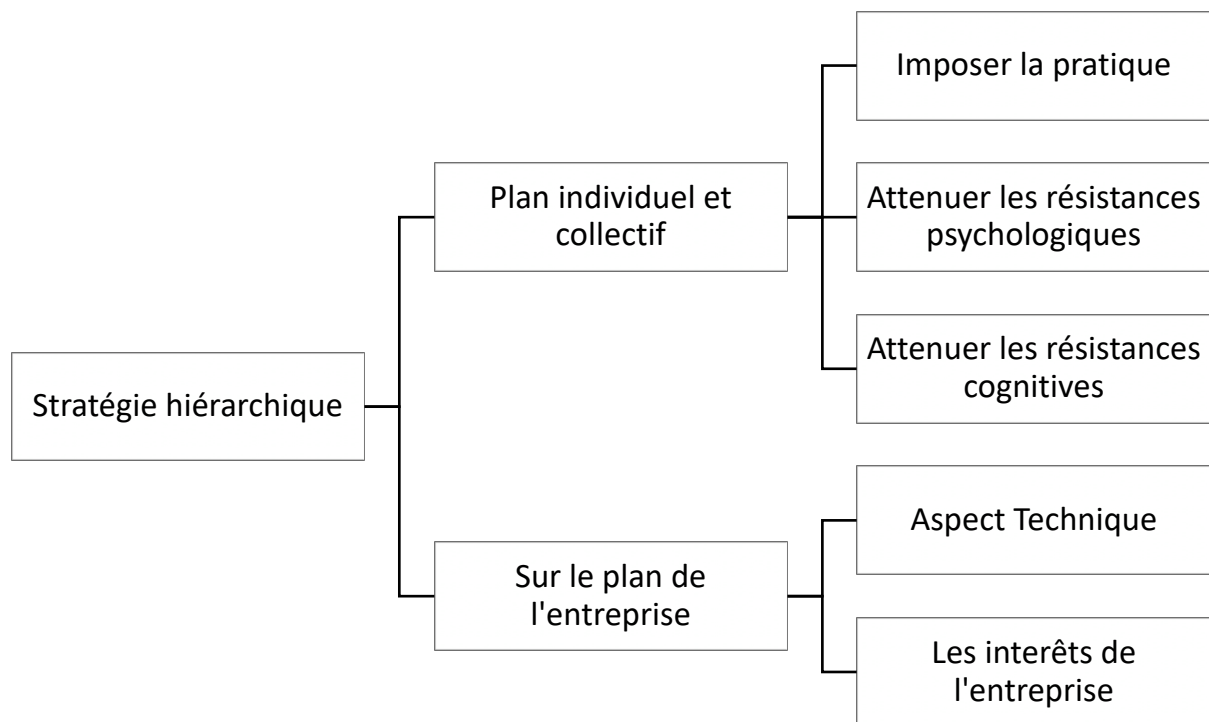 Imposer la pratique
Plan individuel et
collectif
Attenuer les résistances
psychologiques
Attenuer les résistances
cognitives
Stratégie hiérarchique
Aspect Technique
Sur le plan de
l'entreprise
Les interêts de
l'entreprise